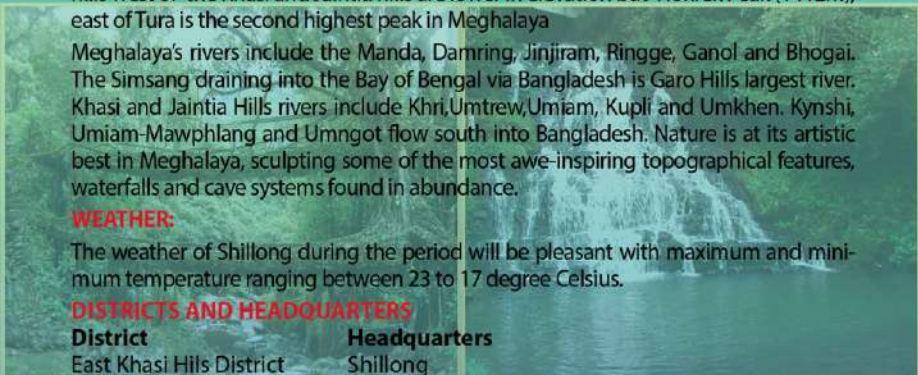 east of Tura is the second highest peak in Meghalaya
Meghalaya's rivers include the Manda, Damring, Jinjiram, Ringge, Ganol and Bhogai.
The Simsang draining into the Bay of Bengal via Bangladesh is Garo Hills largest river.
Khasi and Jaintia Hills rivers include Khri,Umtrew,Umiam, Kupli and Umkhen. Kynshi,
Umiam-Mawphlang and Umngot flow south into Bangladesh. Nature is at its artistic
best in Meghalaya, sculpting some of the most awe-inspiring topographical features,
waterfalls and cave systems found in abundance.
WEATHER:
The weather of Shillong during the period will be pleasant with maximum and mini-
mum temperature ranging between 23 to 17 degree Celsius.
DISTRICTS AND HEADQUARTERS
District Headquarters
East Khasi Hils District Shillong